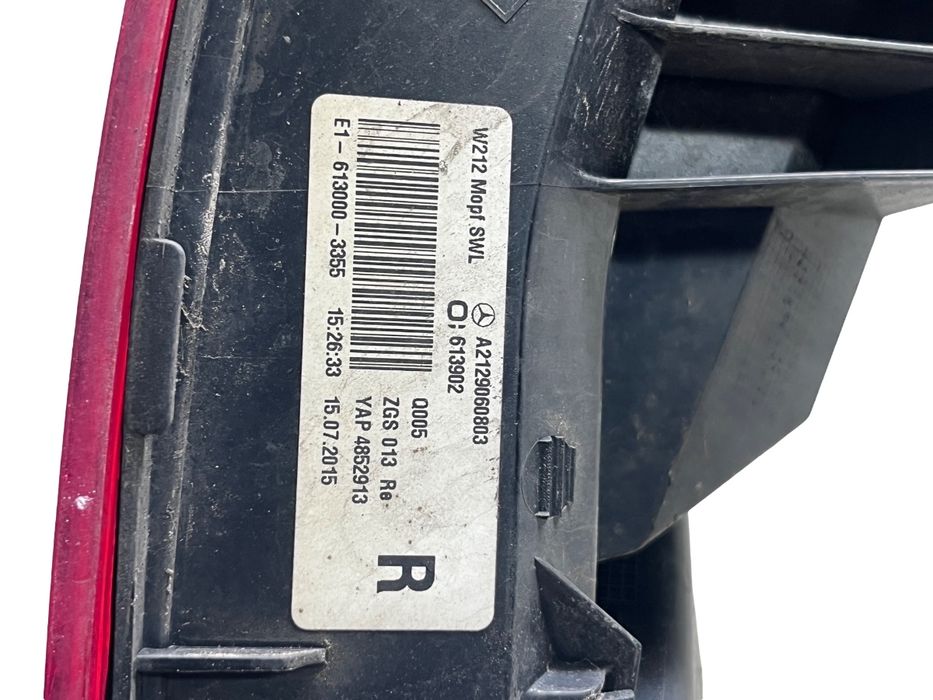 W212 Mopf SWL
A2129060803
O; 613902
Q005
ZGS 013 Re
YAP 4852913
E1 - 613000 - 3355 15:26:33 15.07.2015
R